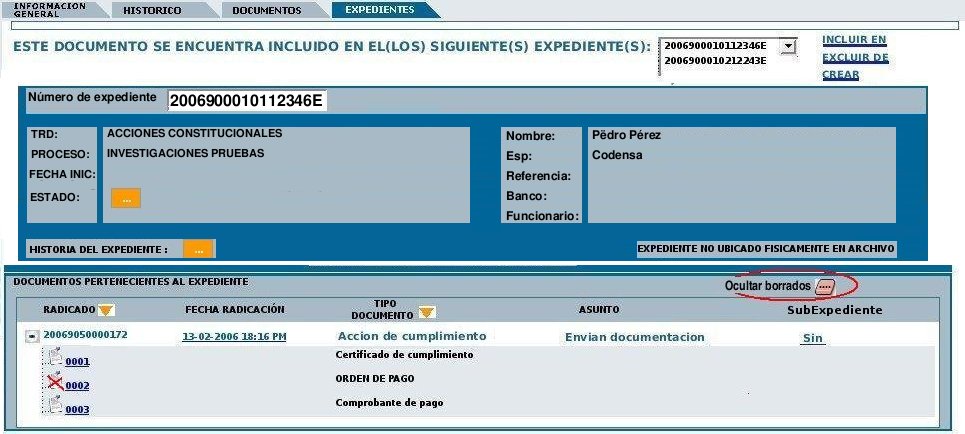 INFORMACION
GENERAL
HISTORICO
DOCUMENTOS
EXPEDIENTES
ESTE DOCUMENTO SE ENCUENTRA INCLUIDO EN EL(LOS) SIGUIENTE(S) EXPEDIENTE(S):
2006900010112346E
2006900010212243E
INCLUIR EN
EXCLUIR DE
CREAR
Número de expediente 2006900010112346E
TRD: ACCIONES CONSTITUCIONALES
PROCESO: INVESTIGACIONES PRUEBAS
FECHA INIC:
ESTADO: ...
Nombre: Pëdro Pérez
Esp: Codensa
Referencia:
Banco:
Funcionario:
HISTORIA DEL EXPEDIENTE : ...
EXPEDIENTE NO UBICADO FISICAMENTE EN ARCHIVO
DOCUMENTOS PERTENECIENTES AL EXPEDIENTE
Ocultar borrados ....
RADICADO
FECHA RADICACIÓN
TIPO
DOCUMENTO
ASUNTO
SubExpediente
20069050000172 13-02-2006 18:16 PM Accion de cumplimiento Envian documentacion Sin
0001 Certificado de cumplimiento
0002 ORDEN DE PAGO
0003 Comprobante de pago